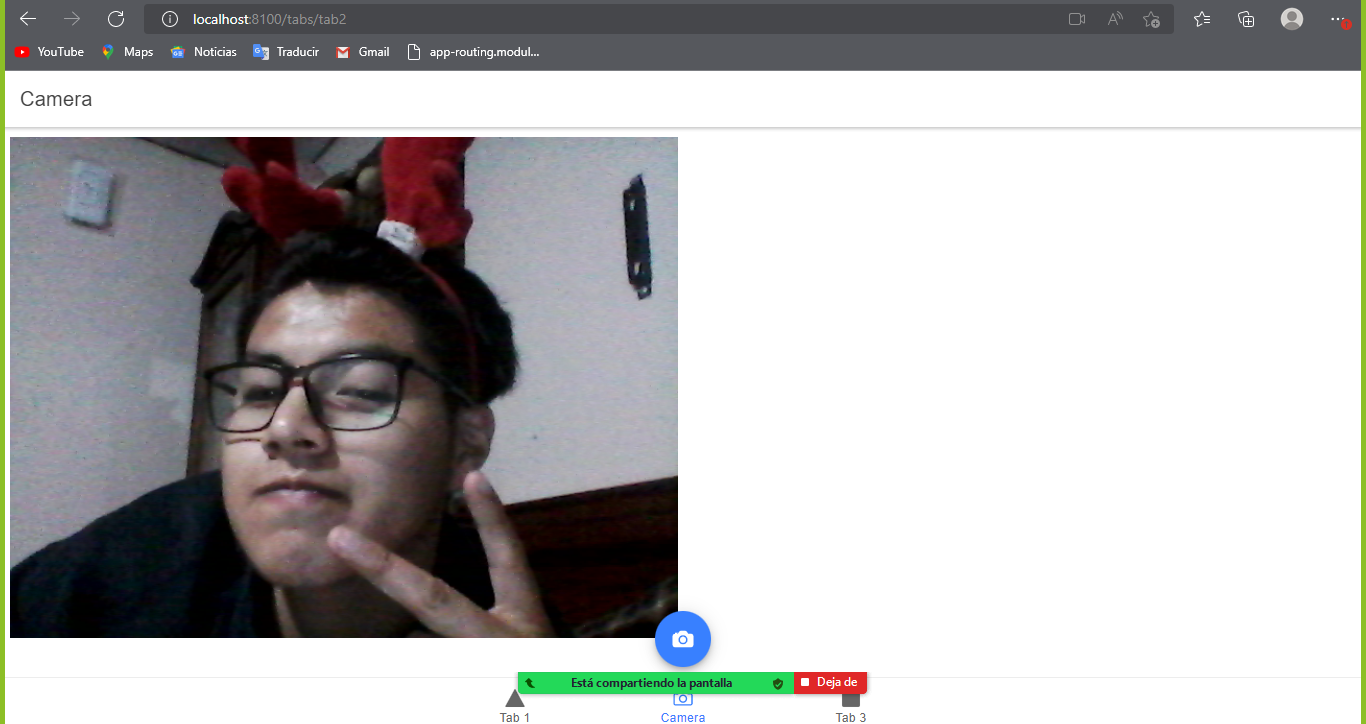 localhost:8100/tabs/tab2
YouTube Maps Noticias Traducir Gmail app-routing.modul...
Camera
Está compartiendo la pantalla Deja de
Tab 1 Camera Tab 3